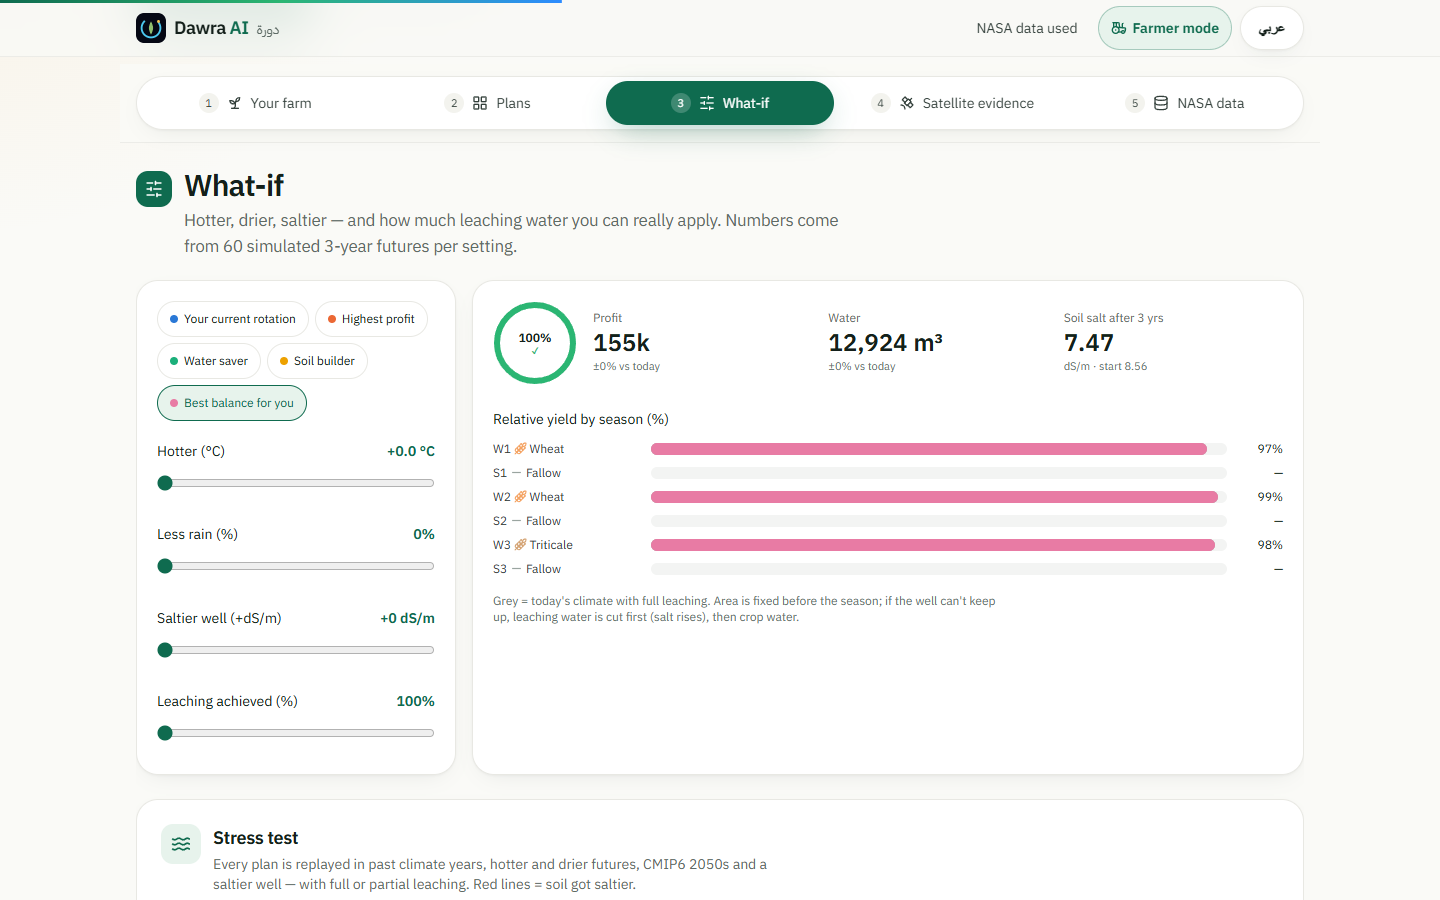 Dawra AI دورة
NASA data used
Farmer mode
عربي
1 Your farm
2 Plans
3 What-if
4 Satellite evidence
5 NASA data
What-if
Hotter, drier, saltier — and how much leaching water you can really apply. Numbers come
from 60 simulated 3-year futures per setting.
Your current rotation
Highest profit
Water saver
Soil builder
Best balance for you
Hotter (°C) +0.0 °C
Less rain (%) 0%
Saltier well (+dS/m) +0 dS/m
Leaching achieved (%) 100%
100%
✓
Profit
155k
±0% vs today
Water
12,924 m³
±0% vs today
Soil salt after 3 yrs
7.47
dS/m · start 8.56
Relative yield by season (%)
W1 Wheat 97%
S1 — Fallow —
W2 Wheat 99%
S2 — Fallow —
W3 Triticale 98%
S3 — Fallow —
Grey = today's climate with full leaching. Area is fixed before the season; if the well can't keep
up, leaching water is cut first (salt rises), then crop water.
Stress test
Every plan is replayed in past climate years, hotter and drier futures, CMIP6 2050s and a
saltier well — with full or partial leaching. Red lines = soil got saltier.